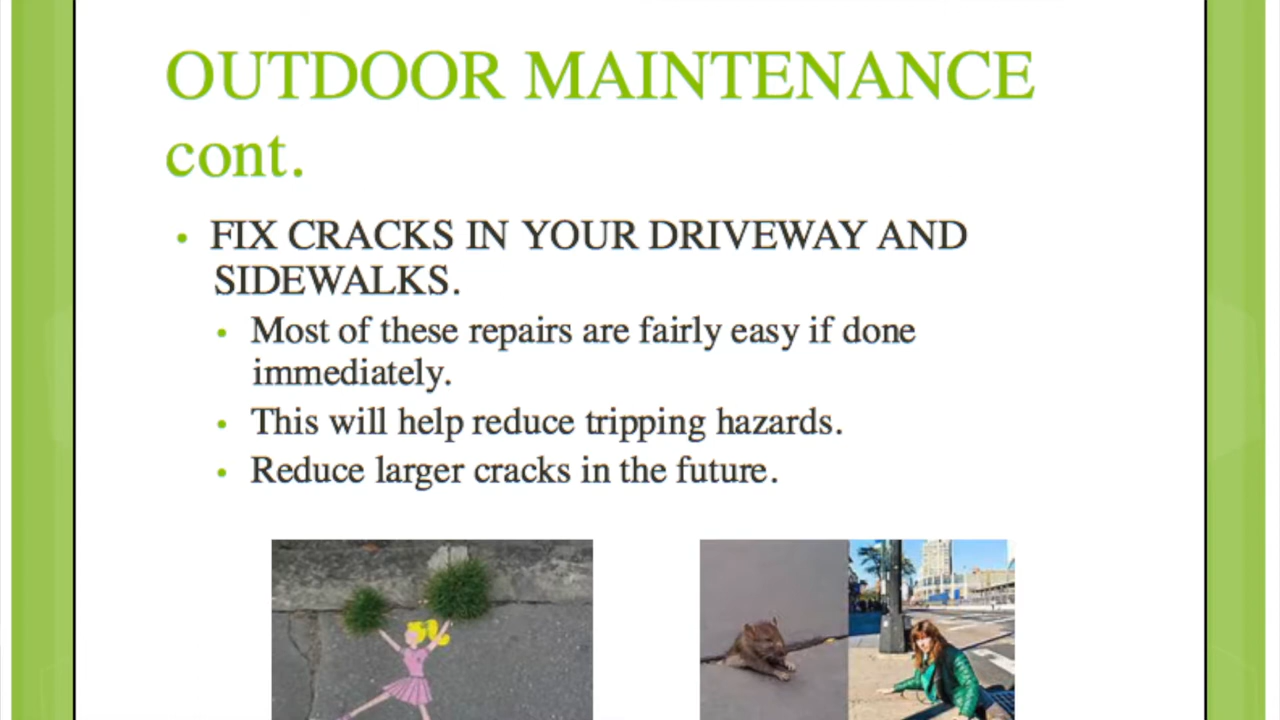 OUTDOOR MAINTENANCE
cont.
• FIX CRACKS IN YOUR DRIVEWAY AND
SIDEWALKS.
• Most of these repairs are fairly easy if done
immediately.
• This will help reduce tripping hazards.
• Reduce larger cracks in the future.